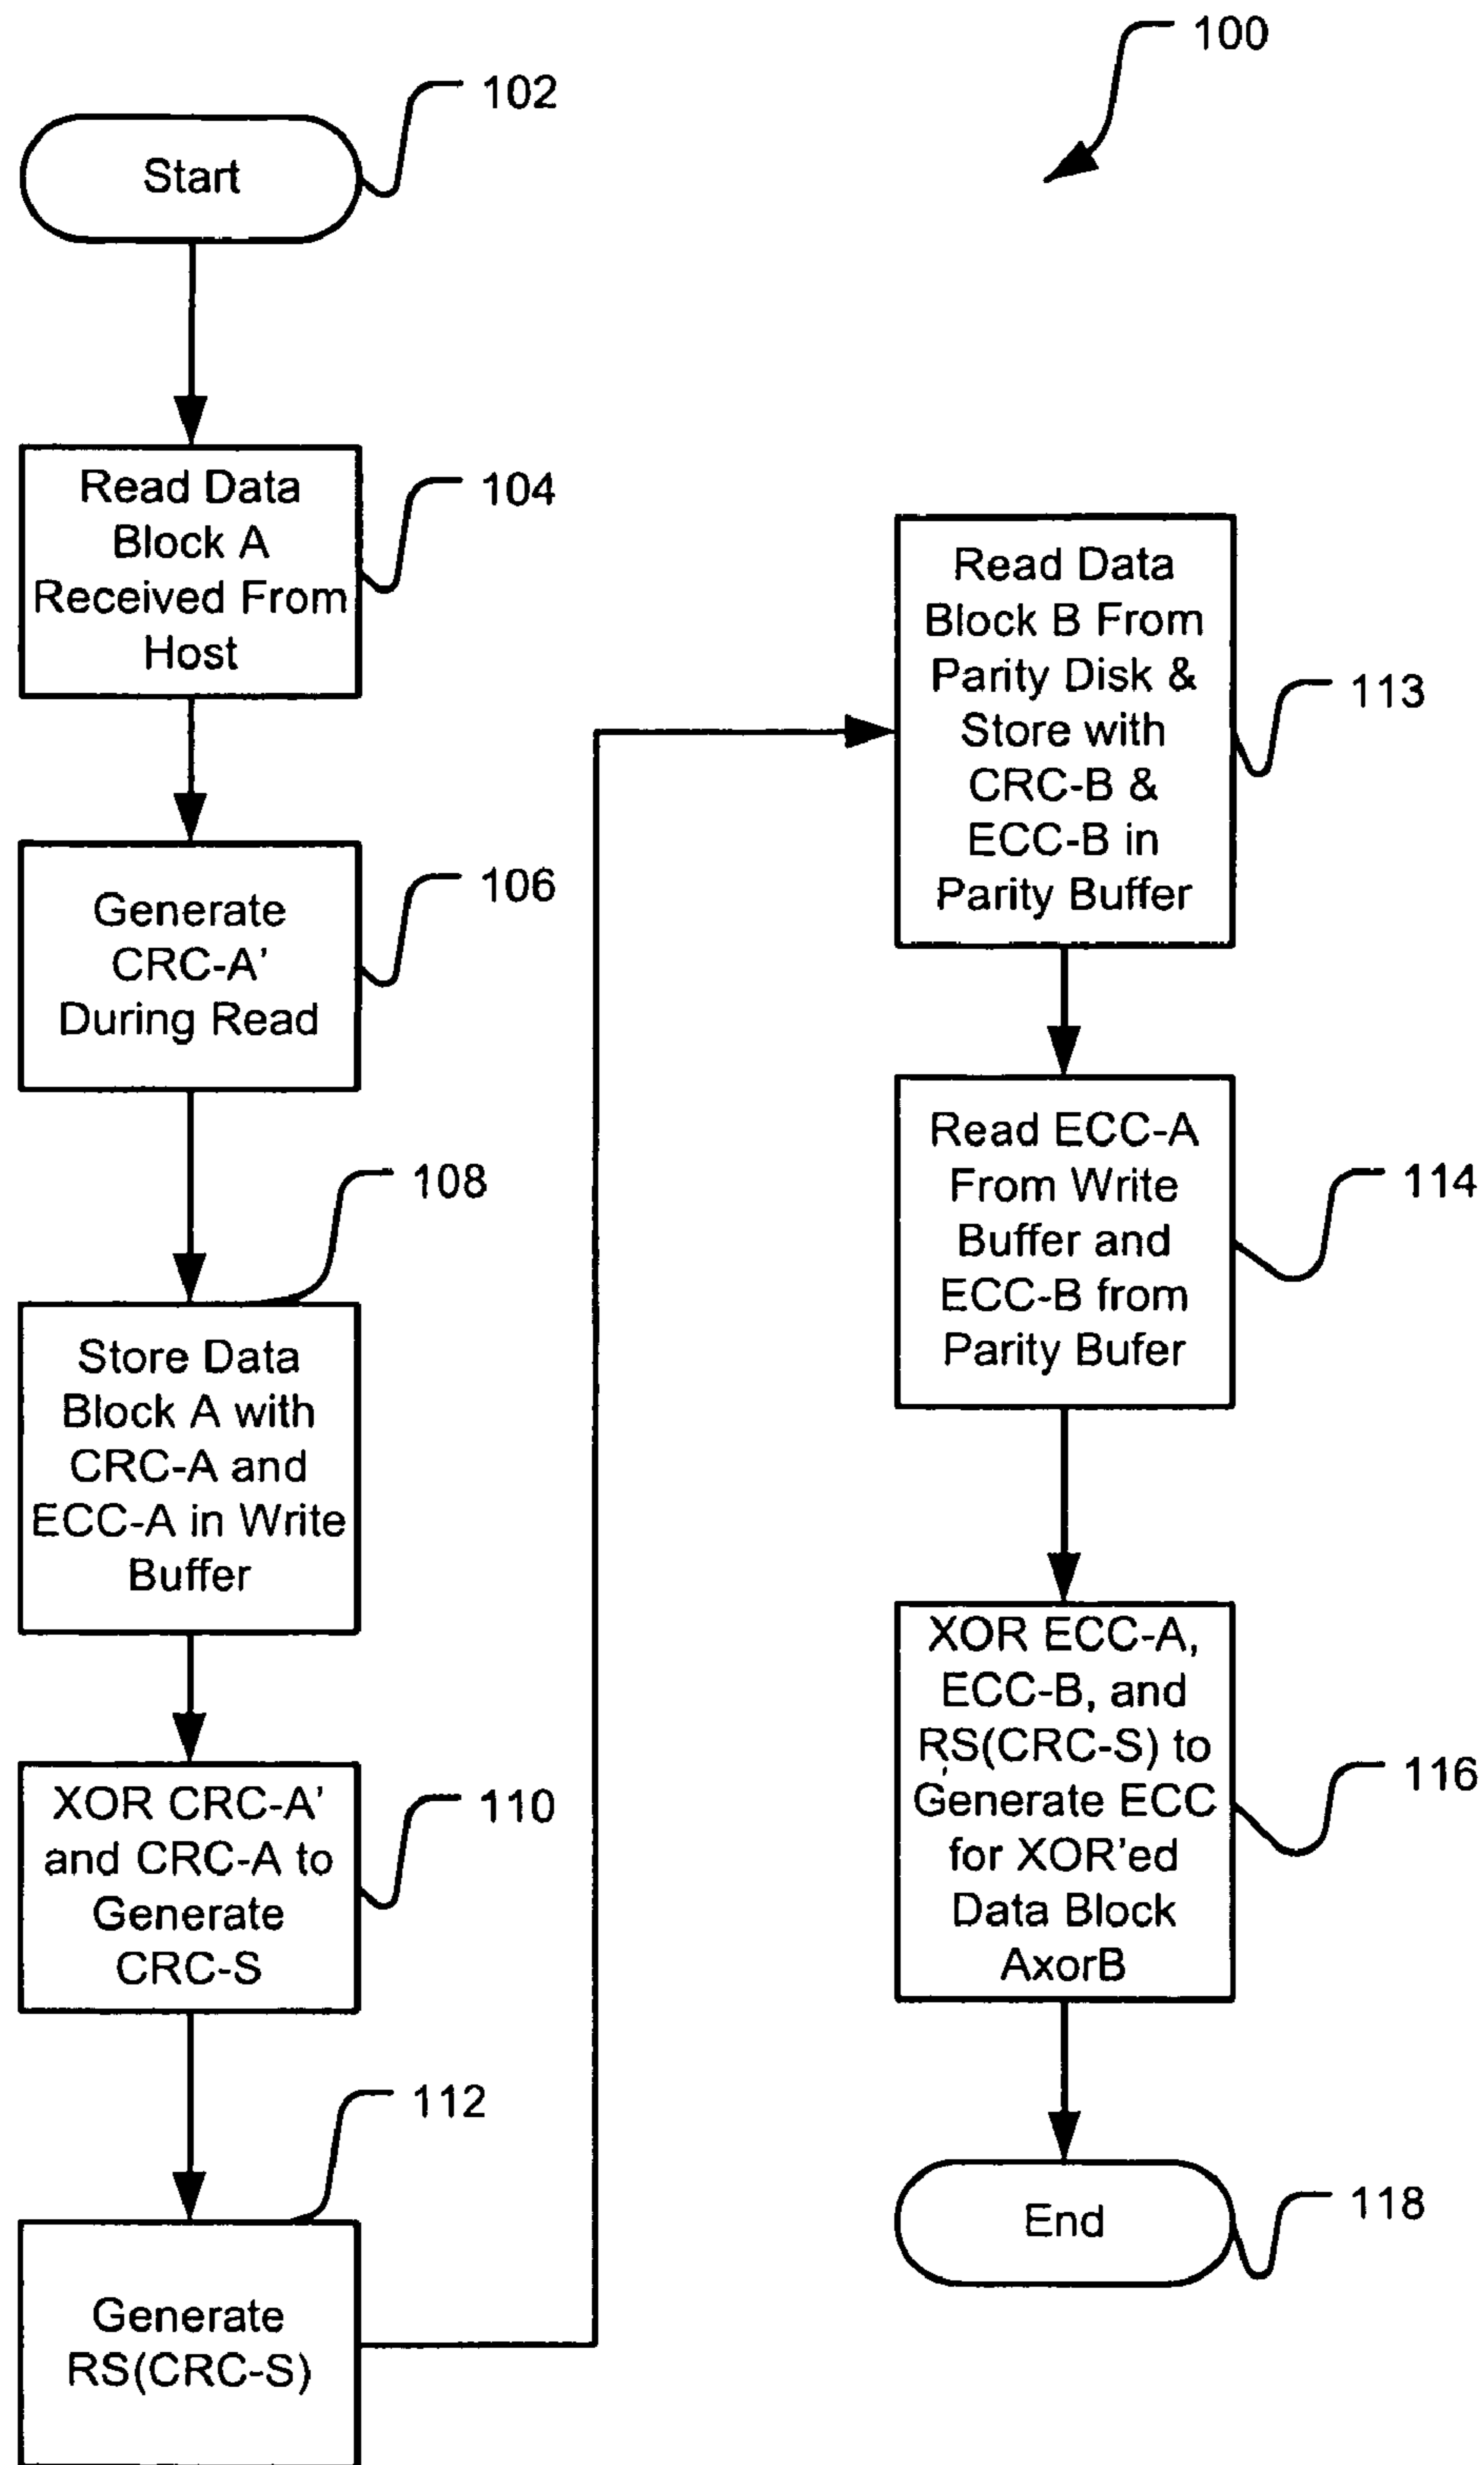 100
102
Start
Read Data
Block A
Received From
Host
104
Generate
CRC-A'
During Read
106
108
Store Data
Block A with
CRC-A and
ECC-A in Write
Buffer
XOR CRC-A'
and CRC-A to
Generate
CRC-S
110
112
Generate
RS(CRC-S)
Read Data
Block B From
Parity Disk &
Store with
CRC-B &
ECC-B in
Parity Buffer
113
Read ECC-A
From Write
Buffer and
ECC-B from
Parity Bufer
114
XOR ECC-A,
ECC-B, and
RS(CRC-S) to
Generate ECC
for XOR'ed
Data Block
AxorB
116
End
118